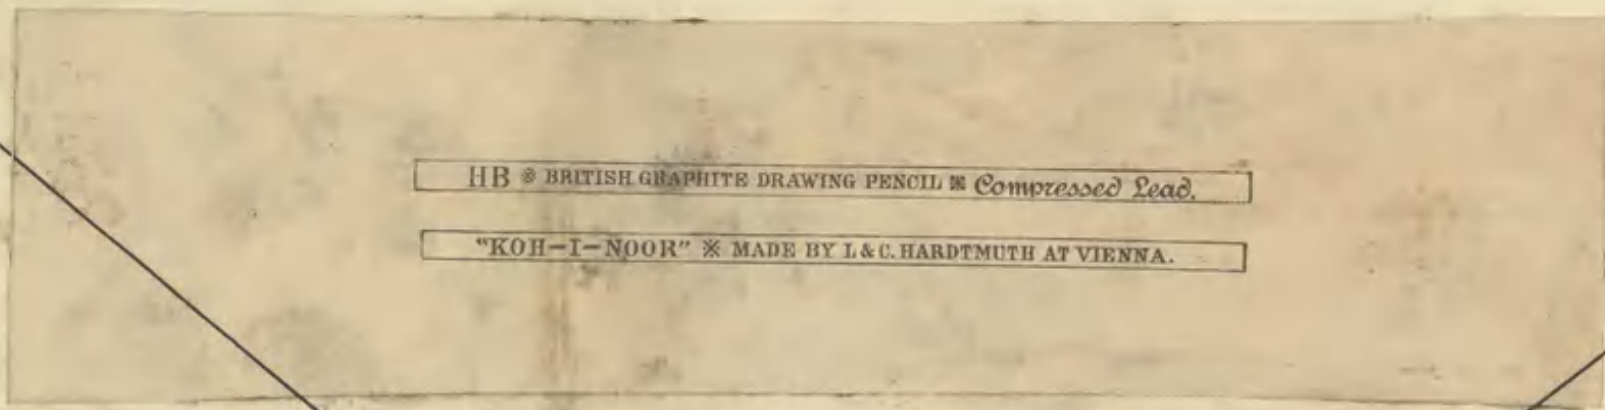 HB ※ BRITISH GRAPHITE DRAWING PENCIL ※ Compressed Lead.
"KOH-I-NOOR" ※ MADE BY L & C. HARDTMUTH AT VIENNA.